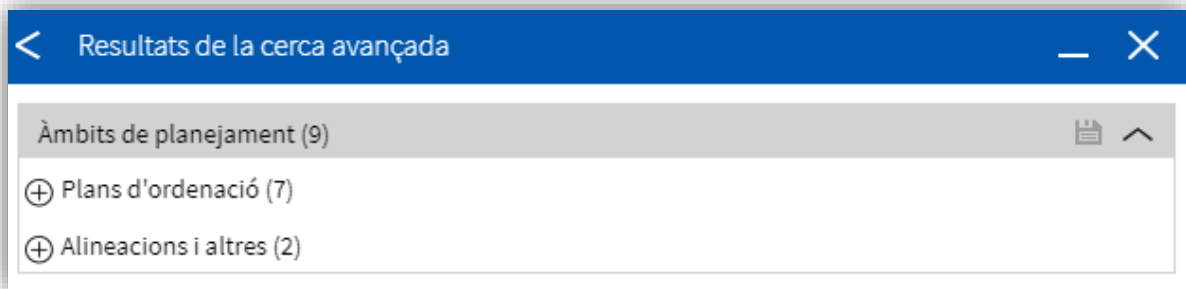 Resultats de la cerca avançada
Àmbits de planejament (9)
Plans d'ordenació (7)
Alineacions i altres (2)